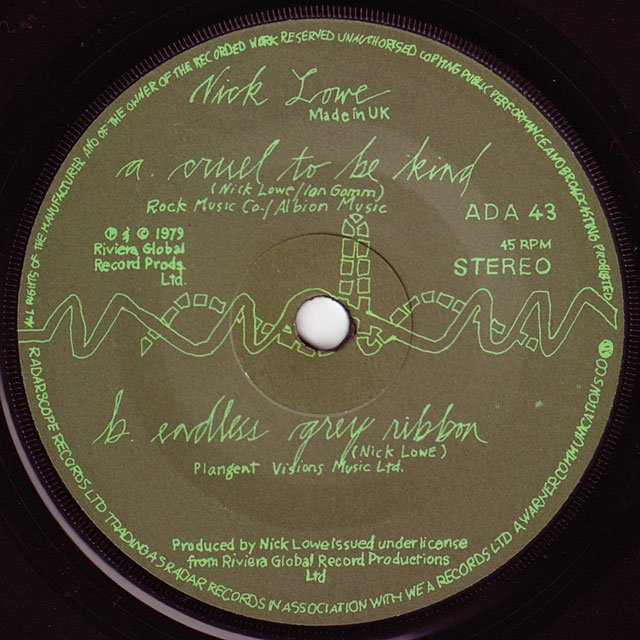 ALL RIGHTS OF THE MANUFACTURER AND OF THE OWNER OF THE RECORDED WORK RESERVED UNAUTHORISED COPYING PUBLIC PERFORMANCE AND BROADCASTING PROHIBITED
Nick Lowe
Made in UK
a. cruel to be kind
(Nick Lowe/Ian Gomm)
Rock Music Co./Albion Music
ADA 43
℗ & © 1979
Riviera Global
Record Prods.
Ltd.
45 RPM
STEREO
b. endless grey ribbon
(Nick Lowe)
Plangent Visions Music Ltd.
Produced by Nick Lowe Issued under license
from Riviera Global Record Productions
Ltd
RADARSCOPE RECORDS LTD TRADING AS RADAR RECORDS IN ASSOCIATION WITH WEA RECORDS LTD A WARNER COMMUNICATIONS CO